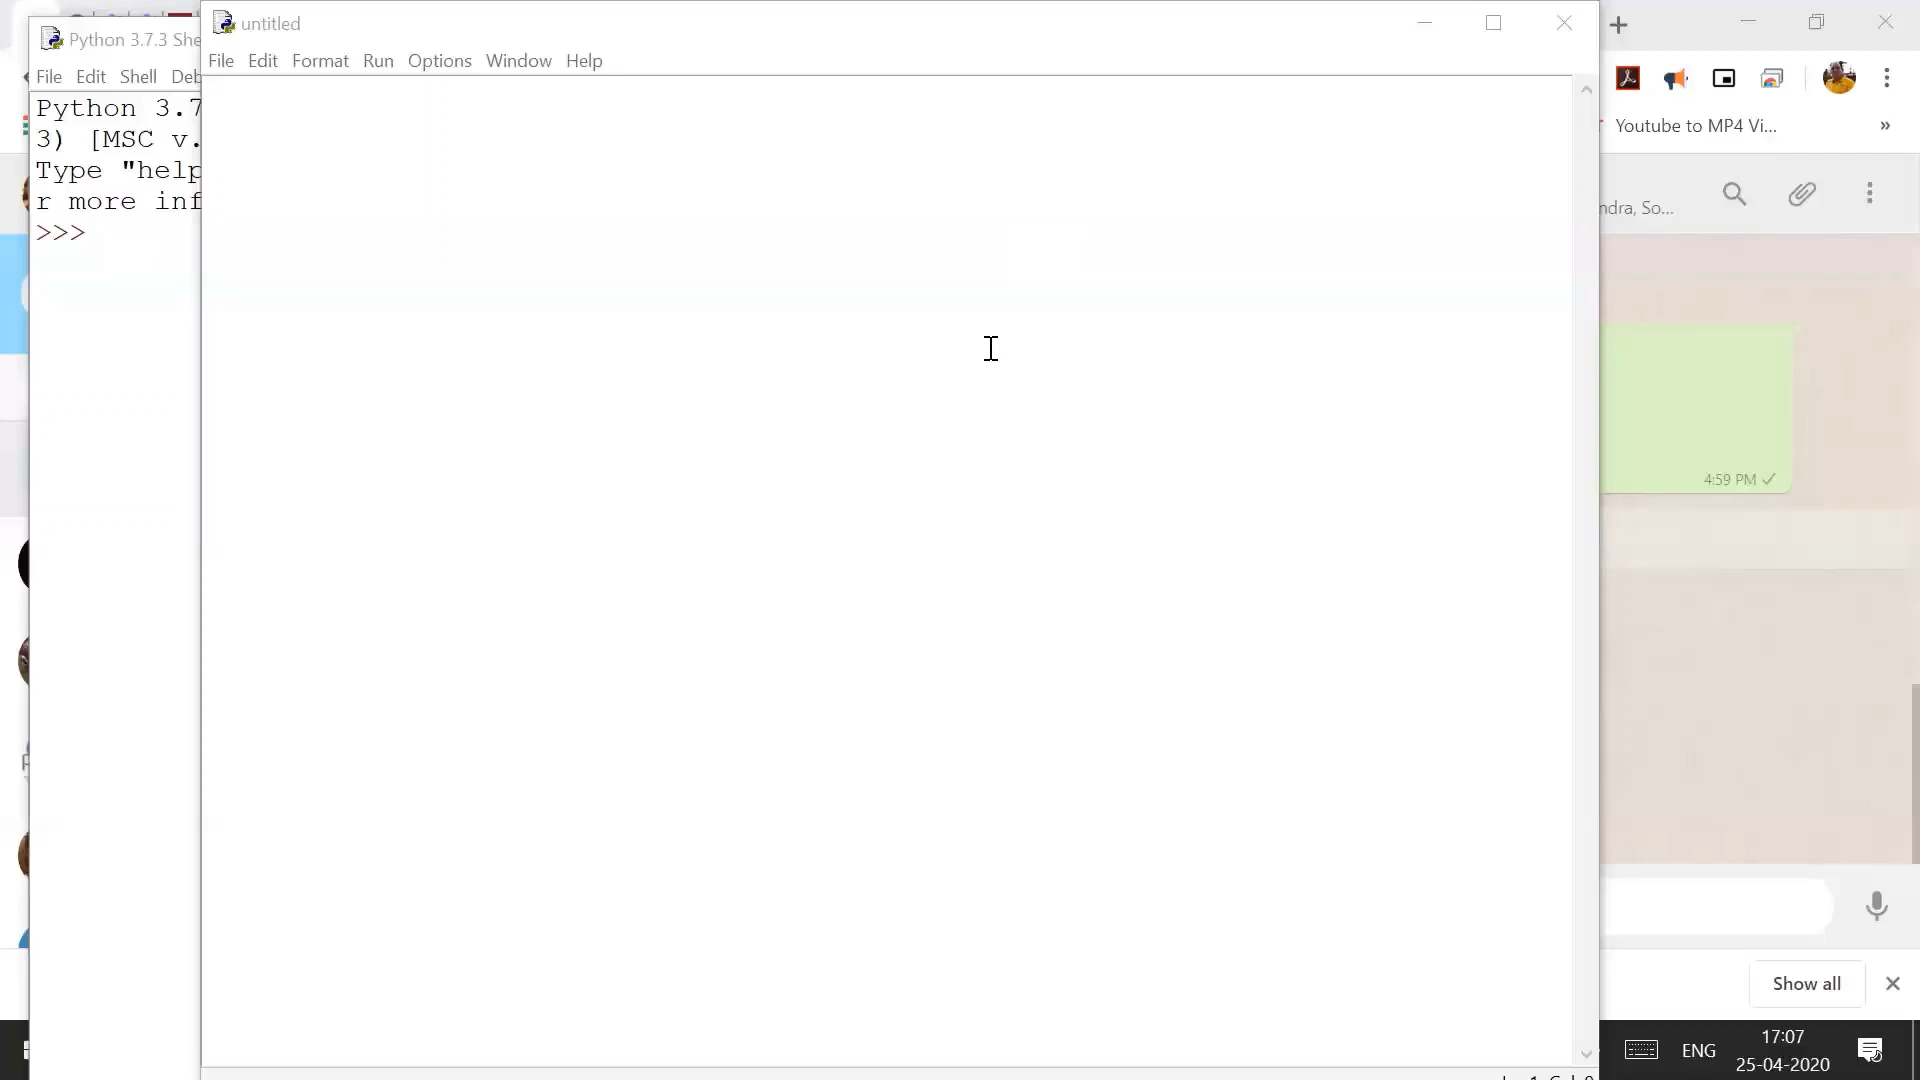 untitled
File Edit Format Run Options Window Help
Python 3.7.3 She
File Edit Shell Deb
Python 3.7
3) [MSC v.
Type "help
r more inf
>>>
Youtube to MP4 Vi...
ndra, So...
4:59 PM
Show all
ENG
17:07
25-04-2020